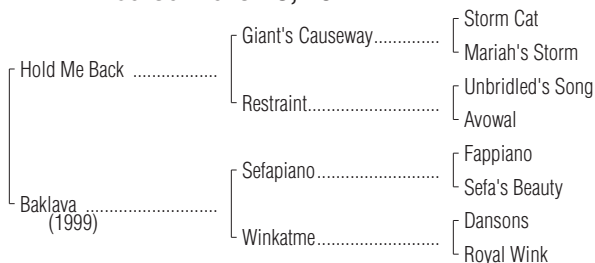 Storm Cat
Giant's Causeway..............
Mariah's Storm
Hold Me Back ..................
Unbridled's Song
Restraint............................
Avowal
Fappiano
Sefapiano .........................
Sefa's Beauty
Baklava ............................
(1999)
Dansons
Winkatme..........................
Royal Wink